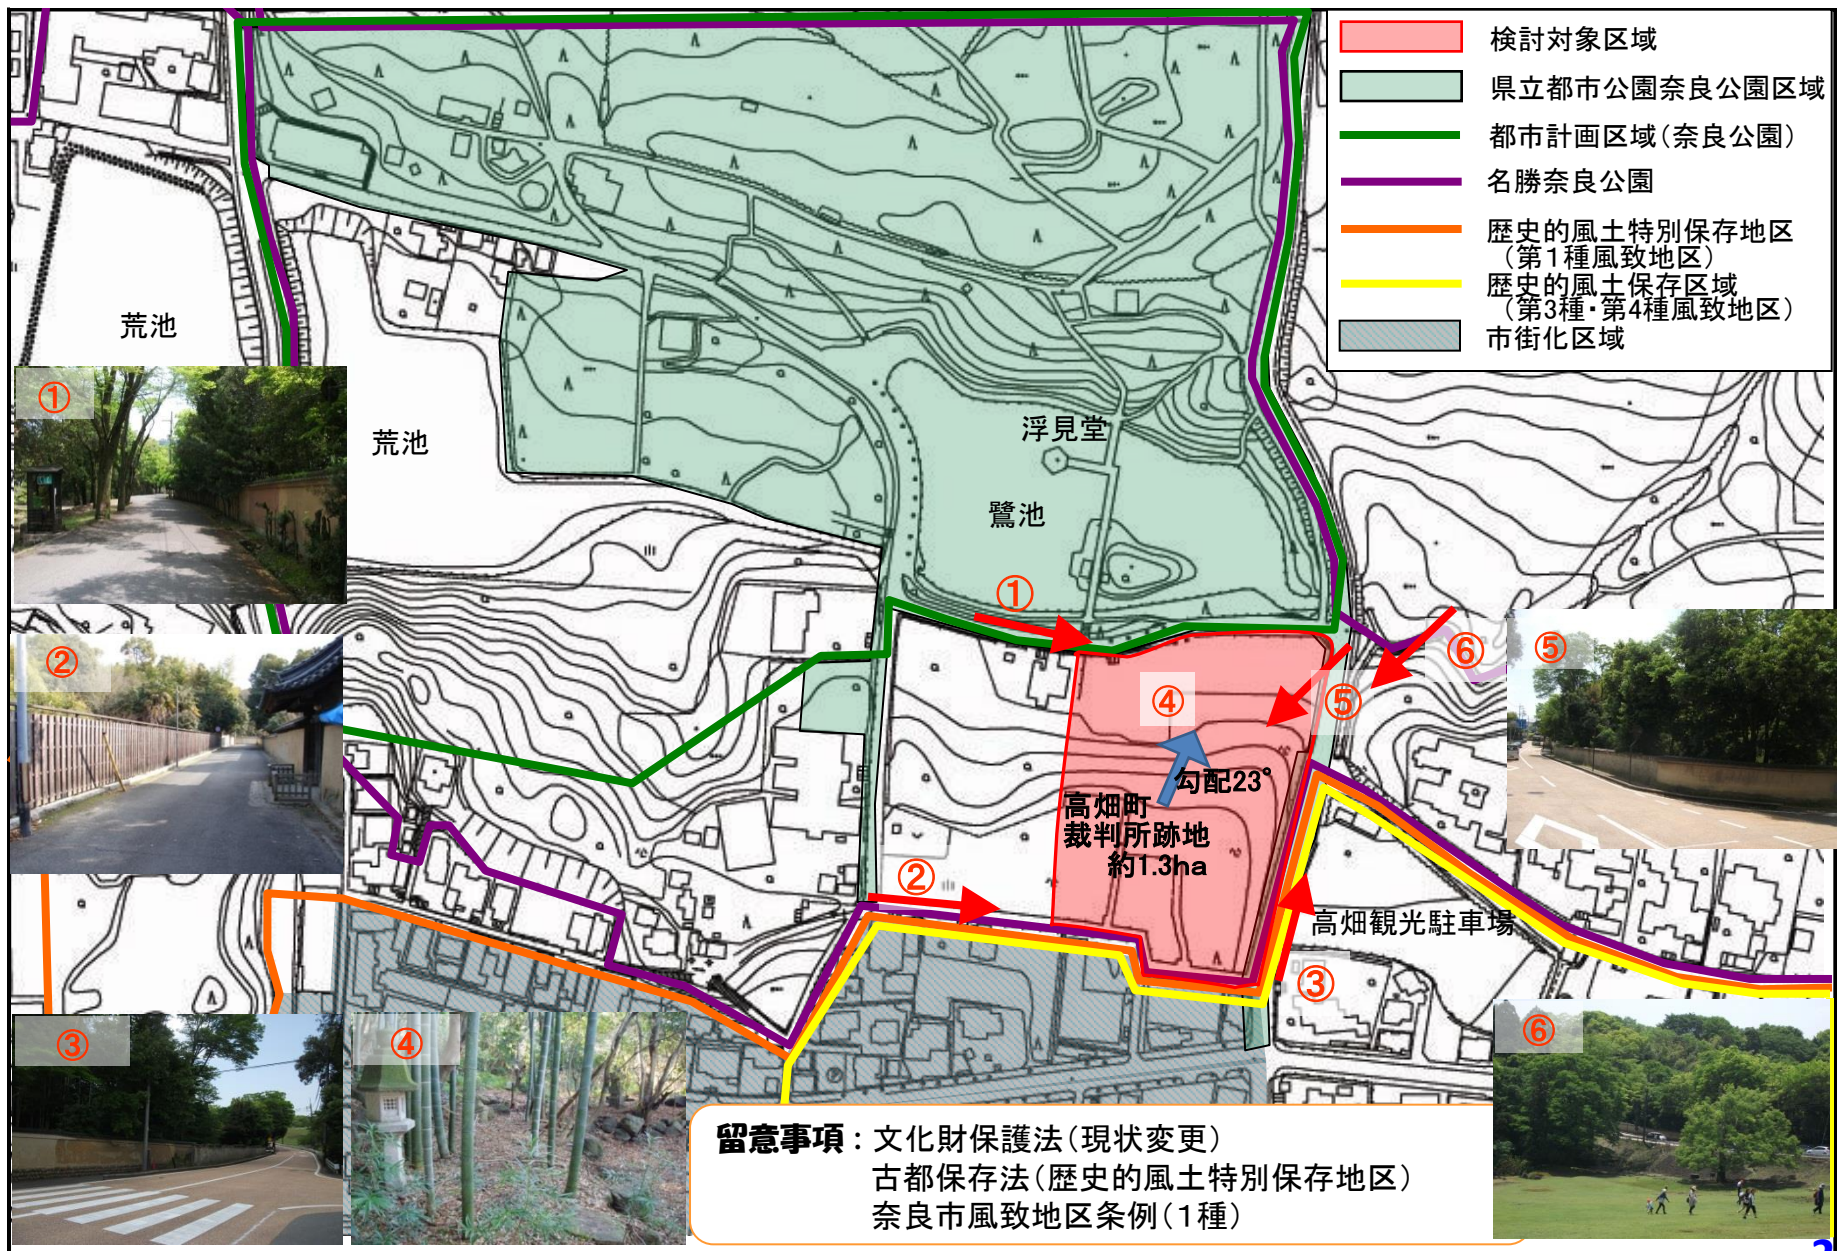 検討対象区域
県立都市公園奈良公園区域
都市計画区域(奈良公園)
名勝奈良公園
歴史的風土特別保存地区
(第1種風致地区)
歴史的風土保存区域
(第3種・第4種風致地区)
市街化区域
荒池
荒池
浮見堂
鷺池
①
①
②
②
③
③
④
④
⑤
⑤
⑥
⑥
勾配23°
高畑町
裁判所跡地
約1.3ha
高畑観光駐車場
留意事項:文化財保護法(現状変更)
古都保存法(歴史的風土特別保存地区)
奈良市風致地区条例(1種)